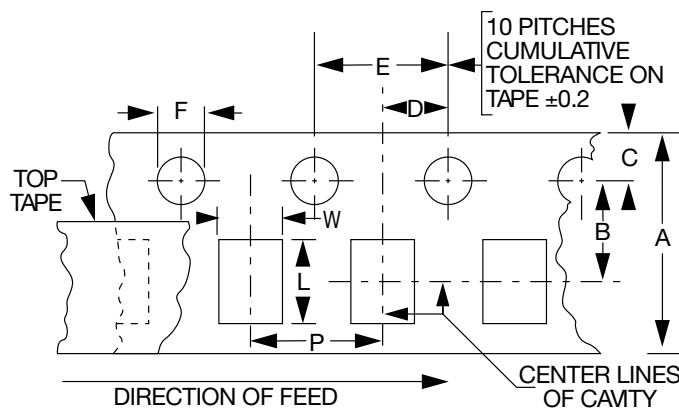 10 PITCHES
CUMULATIVE
TOLERANCE ON
TAPE ±0.2
E
D
F
C
TOP
TAPE
W
B
A
L
P
CENTER LINES
OF CAVITY
DIRECTION OF FEED